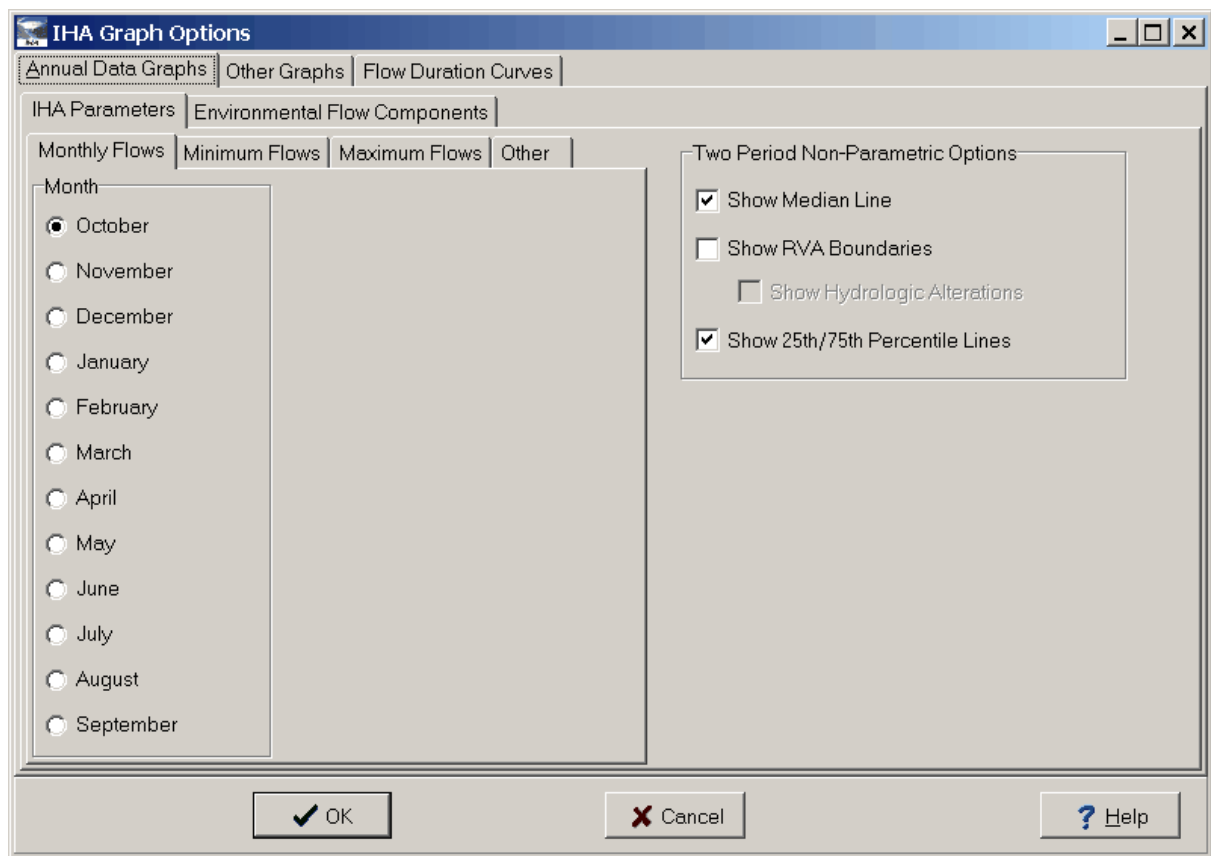 IHA Graph Options
Annual Data Graphs Other Graphs Flow Duration Curves
IHA Parameters Environmental Flow Components
Monthly Flows Minimum Flows Maximum Flows Other
Month
October
November
December
January
February
March
April
May
June
July
August
September
Two Period Non-Parametric Options
Show Median Line
Show RVA Boundaries
Show Hydrologic Alterations
Show 25th/75th Percentile Lines
OK Cancel Help